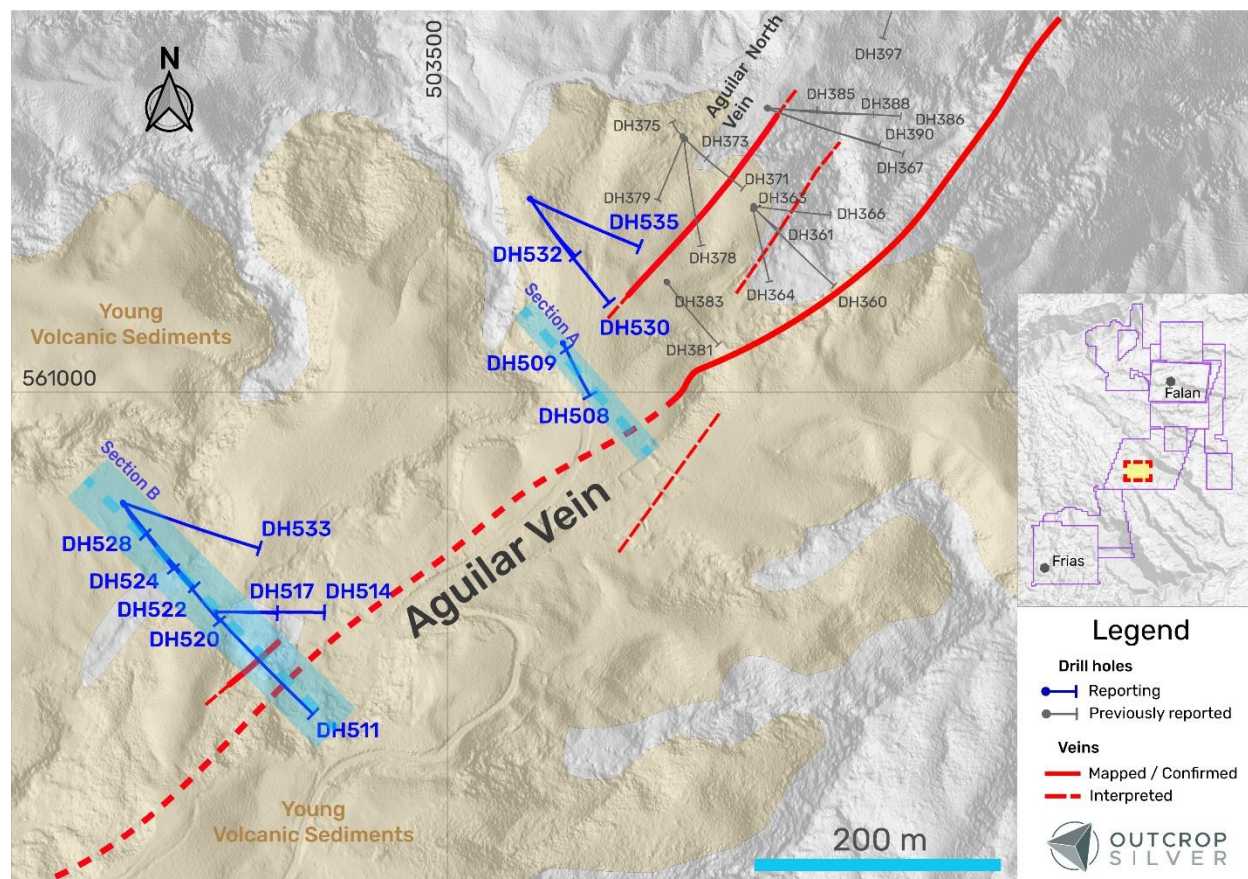 N
503500
Aguilar North
Vein
DH397
DH375
DH373
DH385
DH388
DH386
DH390
DH367
DH371
DH379
DH363
DH366
DH361
DH535
DH532
DH378
DH364
DH360
DH383
DH530
DH381
Section A
DH509
DH508
Young
Volcanic Sediments
561000
Section B
DH533
DH528
DH524
DH517
DH514
DH522
DH520
DH511
Aguilar Vein
Young
Volcanic Sediments
200 m
Falan
Frias
Legend
Drill holes
Reporting
Previously reported
Veins
Mapped / Confirmed
Interpreted
OUTCROP
SILVER